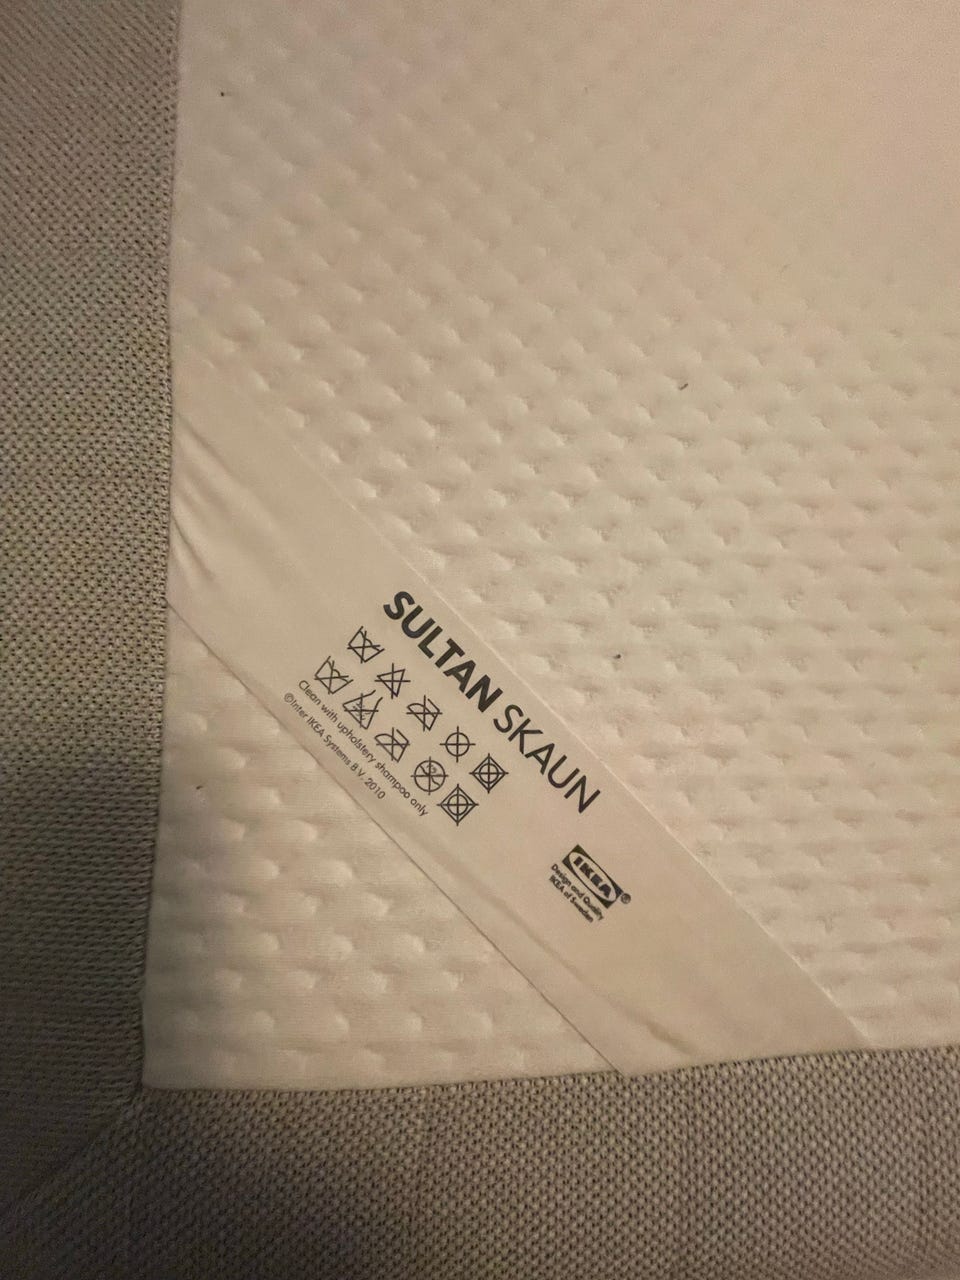 SULTAN SKAUN
Clean with upholstery shampoo only
©Inter IKEA Systems B.V. 2010
IKEA®
Design and Quality
IKEA of Sweden